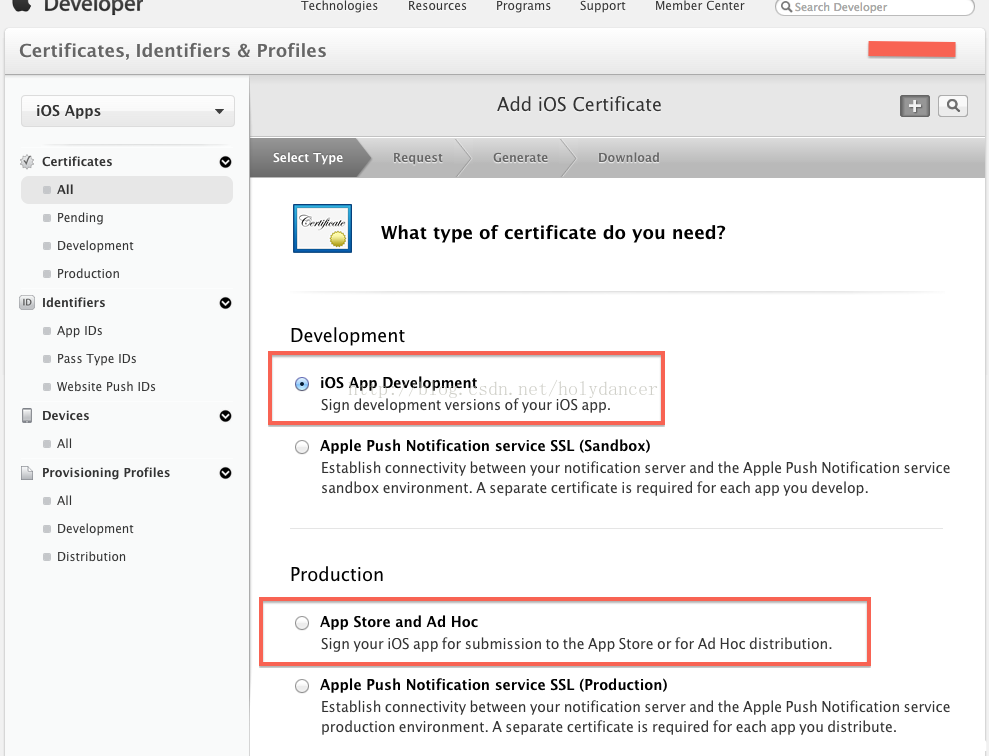 Developer
Technologies Resources Programs Support Member Center
Search Developer
Certificates, Identifiers & Profiles
iOS Apps
Certificates
All
Pending
Development
Production
ID Identifiers
App IDs
Pass Type IDs
Website Push IDs
Devices
All
Provisioning Profiles
All
Development
Distribution
Add iOS Certificate
Select Type Request Generate Download
Certificate
What type of certificate do you need?
Development
iOS App Development
http://blog.csdn.net/holydancer
Sign development versions of your iOS app.
Apple Push Notification service SSL (Sandbox)
Establish connectivity between your notification server and the Apple Push Notification service
sandbox environment. A separate certificate is required for each app you develop.
Production
App Store and Ad Hoc
Sign your iOS app for submission to the App Store or for Ad Hoc distribution.
Apple Push Notification service SSL (Production)
Establish connectivity between your notification server and the Apple Push Notification service
production environment. A separate certificate is required for each app you distribute.